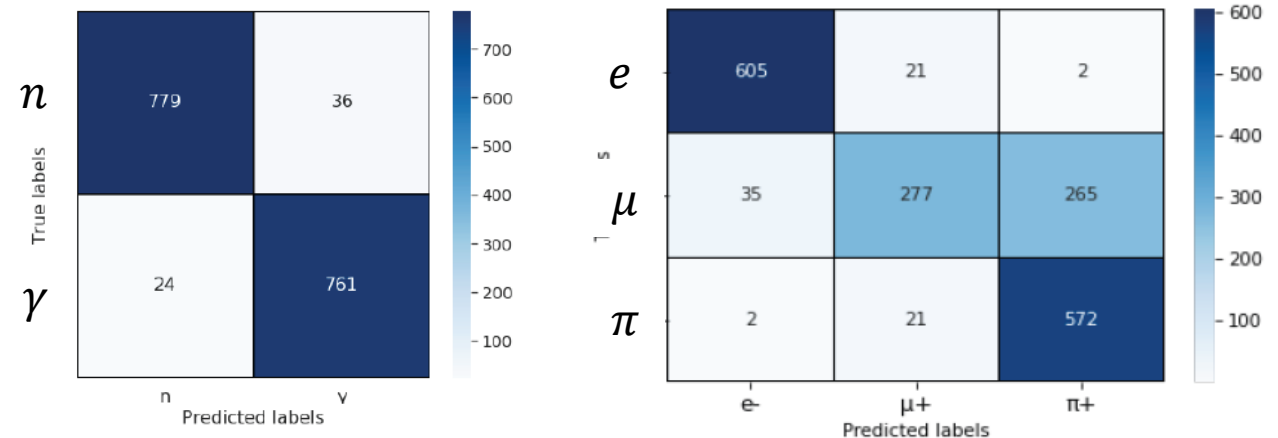 n
γ
True labels
779 36
24 761
n γ
Predicted labels
700
600
500
400
300
200
100
e
μ
π
605 21 2
35 277 265
2 21 572
e- μ+ π+
Predicted labels
600
500
400
300
200
100